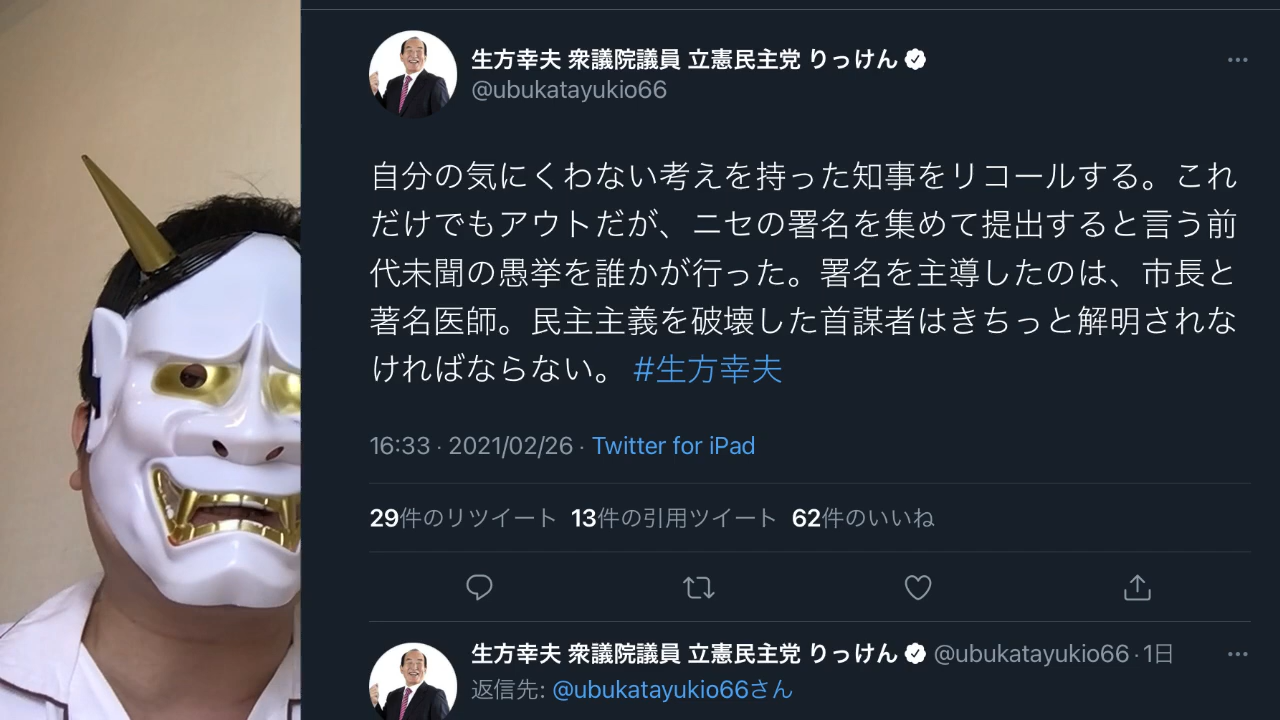 生方幸夫 衆議院議員 立憲民主党 りっけん
@ubukatayukio66
自分の気にくわない考えを持った知事をリコールする。これ
だけでもアウトだが、ニセの署名を集めて提出すると言う前
代未聞の愚挙を誰かが行った。署名を主導したのは、市長と
著名医師。民主主義を破壊した首謀者はきちっと解明されな
ければならない。 #生方幸夫
16:33 · 2021/02/26 · Twitter for iPad
29件のリツイート 13件の引用ツイート 62件のいいね
生方幸夫 衆議院議員 立憲民主党 りっけん @ubukatayukio66 · 1日
返信先: @ubukatayukio66さん